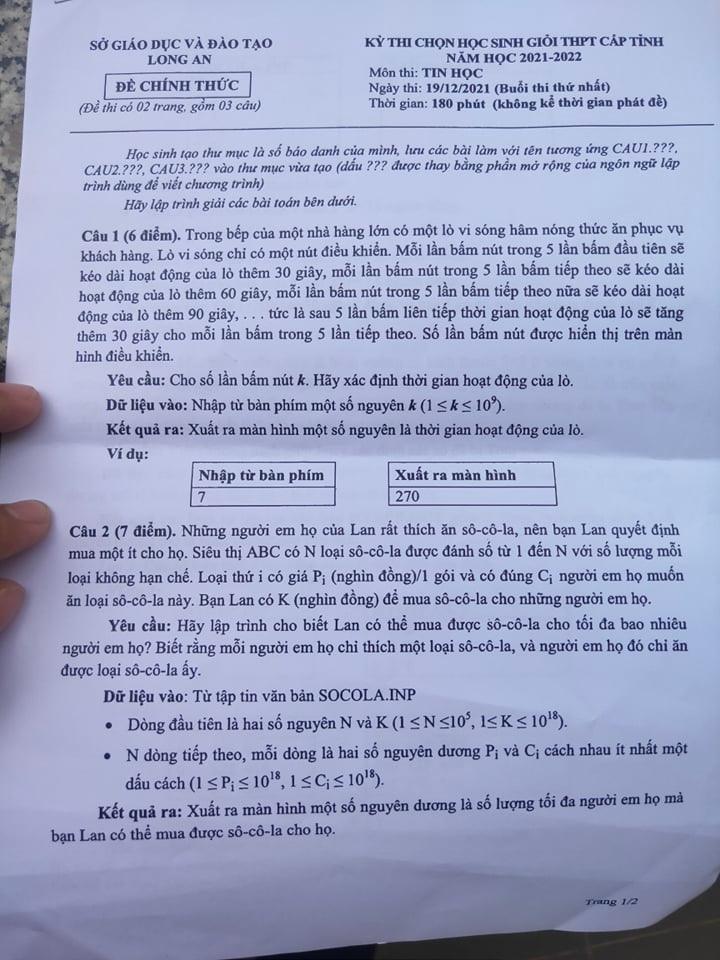 SỞ GIÁO DỤC VÀ ĐÀO TẠO
LONG AN
ĐỀ CHÍNH THỨC
(Đề thi có 02 trang, gồm 03 câu)
KỲ THI CHỌN HỌC SINH GIỎI THPT CẤP TỈNH
NĂM HỌC 2021-2022
Môn thi: TIN HỌC
Ngày thi: 19/12/2021 (Buổi thi thứ nhất)
Thời gian: 180 phút (không kể thời gian phát đề)
Học sinh tạo thư mục là số báo danh của mình, lưu các bài làm với tên tương ứng CAU1.???,
CAU2.???, CAU3.??? vào thư mục vừa tạo (dấu ??? được thay bằng phần mở rộng của ngôn ngữ lập
trình dùng để viết chương trình)
Hãy lập trình giải các bài toán bên dưới.
Câu 1 (6 điểm). Trong bếp của một nhà hàng lớn có một lò vi sóng hâm nóng thức ăn phục vụ
khách hàng. Lò vi sóng chỉ có một nút điều khiển. Mỗi lần bấm nút trong 5 lần bấm đầu tiên sẽ
kéo dài hoạt động của lò thêm 30 giây, mỗi lần bấm nút trong 5 lần bấm tiếp theo sẽ kéo dài
hoạt động của lò thêm 60 giây, mỗi lần bấm nút trong 5 lần bấm tiếp theo nữa sẽ kéo dài hoạt
động của lò thêm 90 giây, . . . tức là sau 5 lần bấm liên tiếp thời gian hoạt động của lò sẽ tăng
thêm 30 giây cho mỗi lần bấm trong 5 lần tiếp theo. Số lần bấm nút được hiển thị trên màn
hình điều khiển.
Yêu cầu: Cho số lần bấm nút k. Hãy xác định thời gian hoạt động của lò.
Dữ liệu vào: Nhập từ bàn phím một số nguyên k (1 ≤ k ≤ 10⁹).
Kết quả ra: Xuất ra màn hình một số nguyên là thời gian hoạt động của lò.
Ví dụ:
Nhập từ bàn phím
7
Xuất ra màn hình
270
Câu 2 (7 điểm). Những người em họ của Lan rất thích ăn sô-cô-la, nên bạn Lan quyết định
mua một ít cho họ. Siêu thị ABC có N loại sô-cô-la được đánh số từ 1 đến N với số lượng mỗi
loại không hạn chế. Loại thứ i có giá Pᵢ (nghìn đồng)/1 gói và có đúng Cᵢ người em họ muốn
ăn loại sô-cô-la này. Bạn Lan có K (nghìn đồng) để mua sô-cô-la cho những người em họ.
Yêu cầu: Hãy lập trình cho biết Lan có thể mua được sô-cô-la cho tối đa bao nhiêu
người em họ? Biết rằng mỗi người em họ chỉ thích một loại sô-cô-la, và người em họ đó chỉ ăn
được loại sô-cô-la ấy.
Dữ liệu vào: Từ tập tin văn bản SOCOLA.INP
• Dòng đầu tiên là hai số nguyên N và K (1 ≤ N ≤10⁵, 1≤ K ≤ 10¹⁸).
• N dòng tiếp theo, mỗi dòng là hai số nguyên dương Pᵢ và Cᵢ cách nhau ít nhất một
dấu cách (1 ≤ Pᵢ ≤ 10¹⁸, 1 ≤ Cᵢ ≤ 10¹⁸).
Kết quả ra: Xuất ra màn hình một số nguyên dương là số lượng tối đa người em họ mà
bạn Lan có thể mua được sô-cô-la cho họ.
Trang 1/2